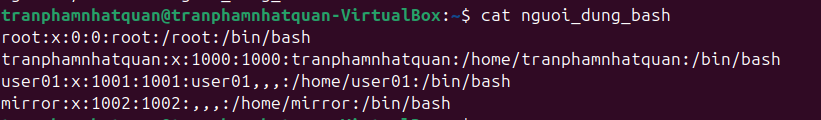 tranphamnhatquan@tranphamnhatquan-VirtualBox:~$ cat nguoi_dung_bash
root:x:0:0:root:/root:/bin/bash
tranphamnhatquan:x:1000:1000:tranphamnhatquan:/home/tranphamnhatquan:/bin/bash
user01:x:1001:1001:user01,,,:/home/user01:/bin/bash
mirror:x:1002:1002:,,,:/home/mirror:/bin/bash